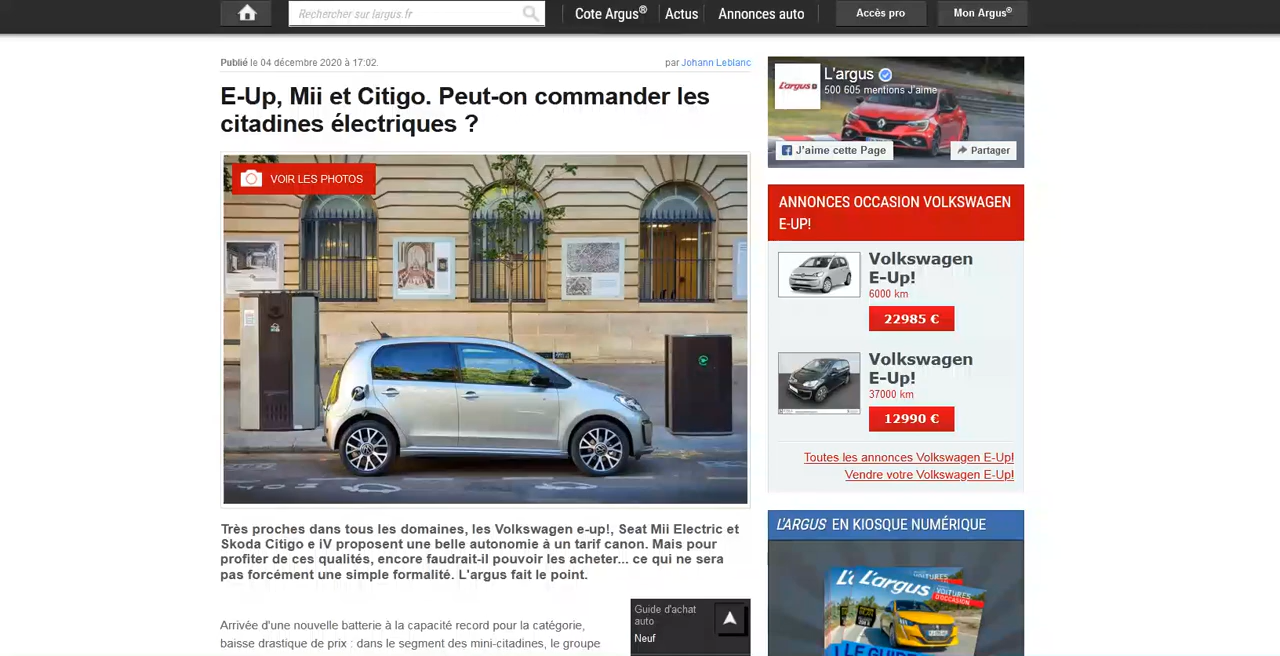 Rechercher sur largus.fr
Cote Argus®
Actus
Annonces auto
Accès pro
Mon Argus®
Publié le 04 décembre 2020 à 17:02.
par Johann Leblanc
E-Up, Mii et Citigo. Peut-on commander les
citadines électriques ?
VOIR LES PHOTOS
Très proches dans tous les domaines, les Volkswagen e-up!, Seat Mii Electric et
Skoda Citigo e iV proposent une belle autonomie à un tarif canon. Mais pour
profiter de ces qualités, encore faudrait-il pouvoir les acheter... ce qui ne sera
pas forcément une simple formalité. L'argus fait le point.
Arrivée d'une nouvelle batterie à la capacité record pour la catégorie,
baisse drastique de prix : dans le segment des mini-citadines, le groupe
Guide d'achat
auto
Neuf
L'argus
L'argus
500 605 mentions J'aime
J'aime cette Page
Partager
ANNONCES OCCASION VOLKSWAGEN
E-UP!
Volkswagen
E-Up!
6000 km
22985 €
Volkswagen
E-Up!
37000 km
12990 €
Toutes les annonces Volkswagen E-Up!
Vendre votre Volkswagen E-Up!
L'ARGUS EN KIOSQUE NUMÉRIQUE
L'argus
VOITURES
D'OCCASION
LE GUIDE